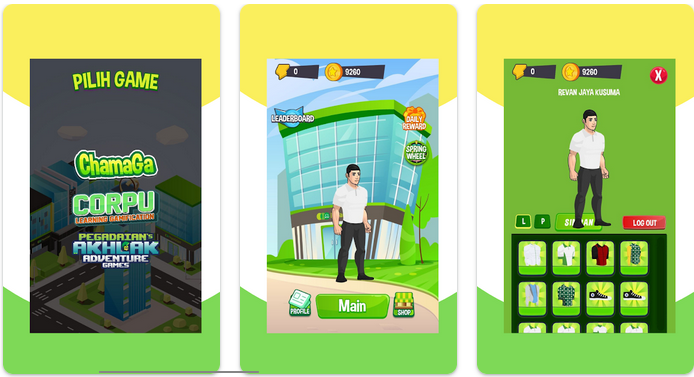 PILIH GAME
ChamaGa
CORPU
LEARNING GAMIFICATION
PEGADAIAN's
AKHLAK
ADVENTURE
GAMES
0
9260
LEADERBOARD
DAILY
REWARD
SPRING
WHEEL
PROFILE
Main
SHOP
0
9260
X
REVAN JAYA KUSUMA
L
P
LOG OUT